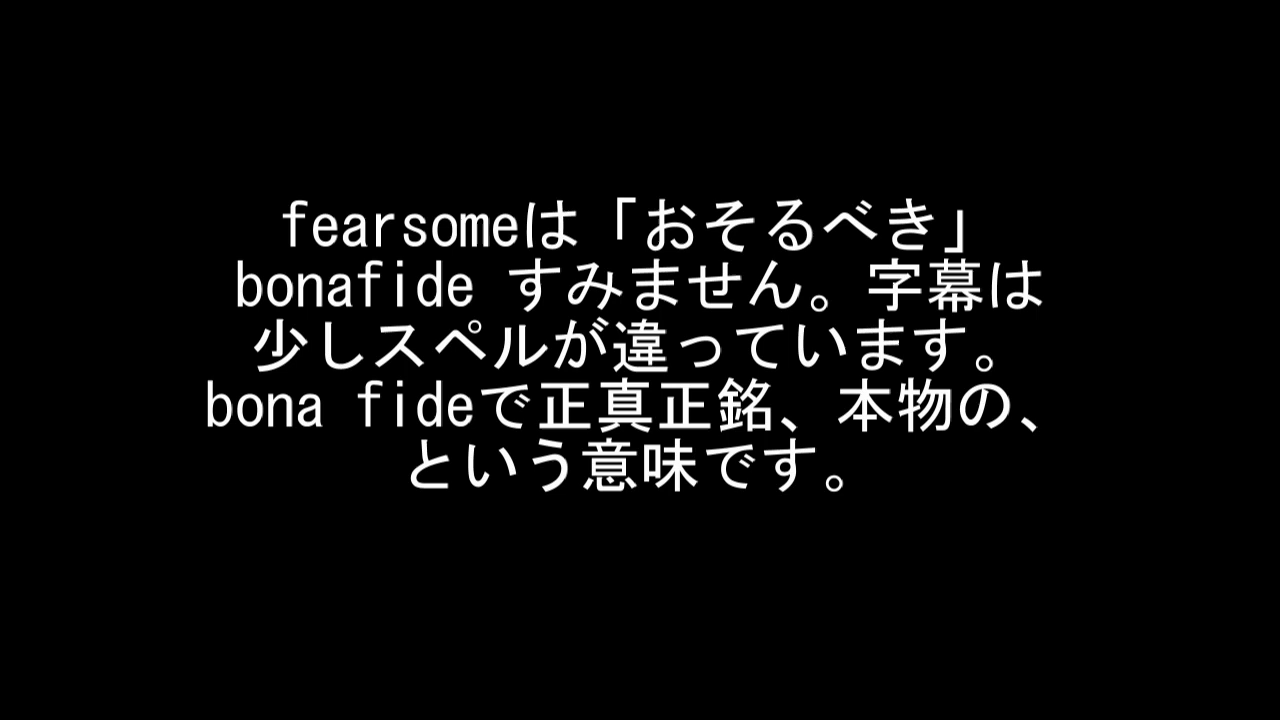 fearsomeは「おそるべき」
bonafide すみません。字幕は
少しスペルが違っています。
bona fideで正真正銘、本物の、
という意味です。